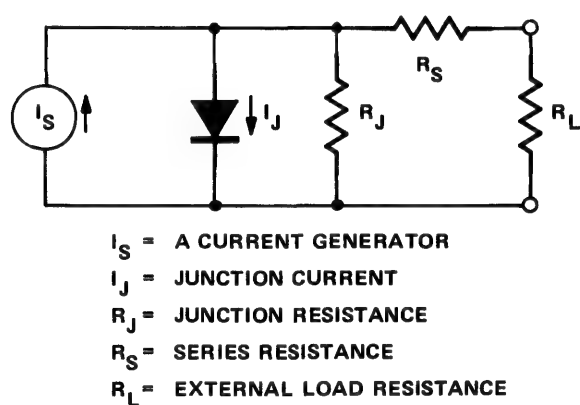 I_S
I_J
R_J
R_S
R_L
I_S = A CURRENT GENERATOR
I_J = JUNCTION CURRENT
R_J = JUNCTION RESISTANCE
R_S = SERIES RESISTANCE
R_L = EXTERNAL LOAD RESISTANCE